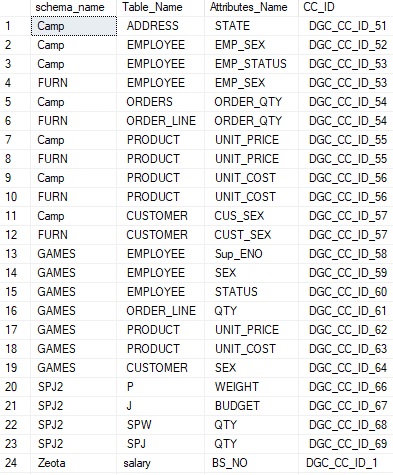 schema_name Table_Name Attributes_Name CC_ID
1 Camp ADDRESS STATE DGC_CC_ID_51
2 Camp EMPLOYEE EMP_SEX DGC_CC_ID_52
3 Camp EMPLOYEE EMP_STATUS DGC_CC_ID_53
4 FURN EMPLOYEE EMP_SEX DGC_CC_ID_53
5 Camp ORDERS ORDER_QTY DGC_CC_ID_54
6 FURN ORDER_LINE ORDER_QTY DGC_CC_ID_54
7 Camp PRODUCT UNIT_PRICE DGC_CC_ID_55
8 FURN PRODUCT UNIT_PRICE DGC_CC_ID_55
9 Camp PRODUCT UNIT_COST DGC_CC_ID_56
10 FURN PRODUCT UNIT_COST DGC_CC_ID_56
11 Camp CUSTOMER CUS_SEX DGC_CC_ID_57
12 FURN CUSTOMER CUST_SEX DGC_CC_ID_57
13 GAMES EMPLOYEE Sup_ENO DGC_CC_ID_58
14 GAMES EMPLOYEE SEX DGC_CC_ID_59
15 GAMES EMPLOYEE STATUS DGC_CC_ID_60
16 GAMES ORDER_LINE QTY DGC_CC_ID_61
17 GAMES PRODUCT UNIT_PRICE DGC_CC_ID_62
18 GAMES PRODUCT UNIT_COST DGC_CC_ID_63
19 GAMES CUSTOMER SEX DGC_CC_ID_64
20 SPJ2 P WEIGHT DGC_CC_ID_66
21 SPJ2 J BUDGET DGC_CC_ID_67
22 SPJ2 SPW QTY DGC_CC_ID_68
23 SPJ2 SPJ QTY DGC_CC_ID_69
24 Zeota salary BS_NO DGC_CC_ID_1